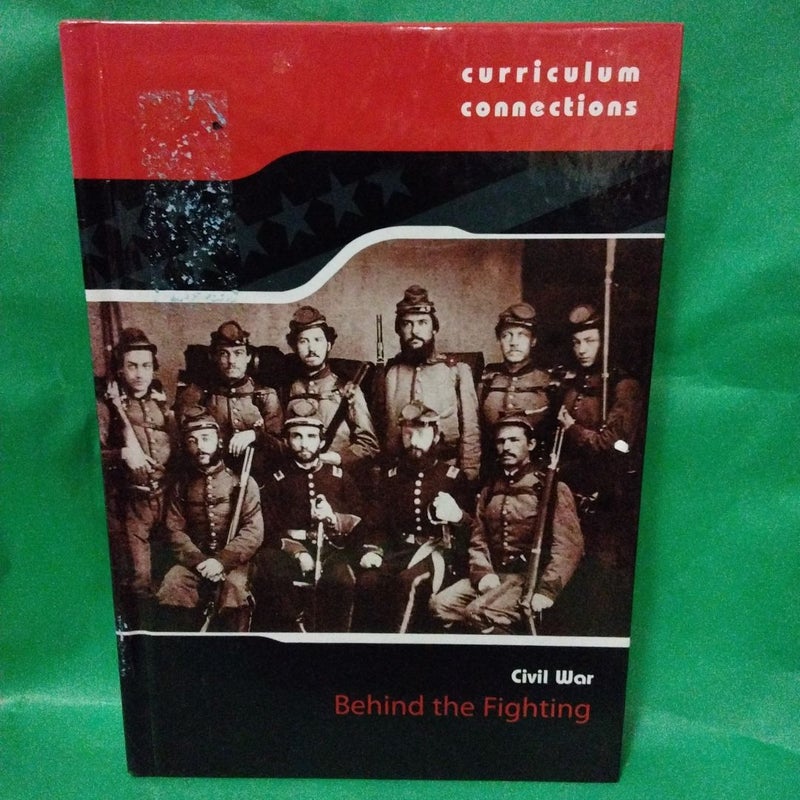 curriculum
connections
Civil War
Behind the Fighting